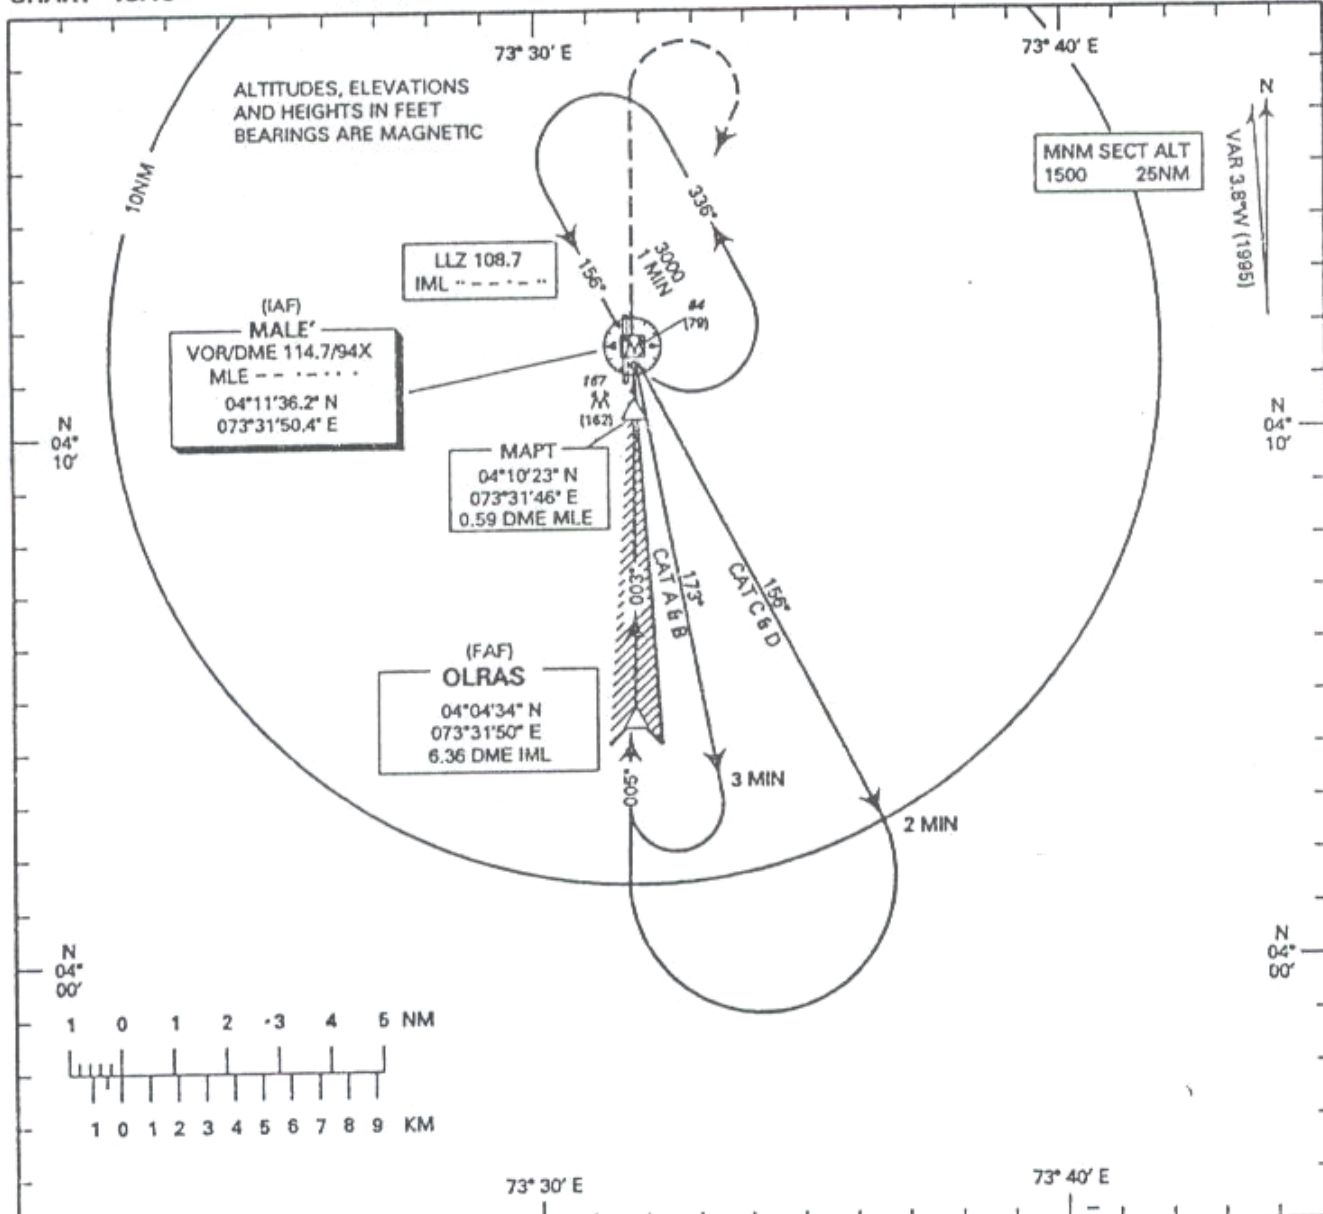 73° 30′ E
73° 40′ E
ALTITUDES, ELEVATIONS
AND HEIGHTS IN FEET
BEARINGS ARE MAGNETIC
N
MNM SECT ALT
1500 25NM
VAR 3.8°W (1995)
10NM
336°
3000
1 MIN
156°
LLZ 108.7
IML ·· –– ·–··
84
(79)
(IAF)
MALE′
VOR/DME 114.7/94X
MLE –– ·–·· ·
04°11′36.2″ N
073°31′50.4″ E
167
(162)
N
04°
10′
N
04°
10′
MAPT
04°10′23″ N
073°31′46″ E
0.59 DME MLE
003°
173°
CAT A & B
156°
CAT C & D
(FAF)
OLRAS
04°04′34″ N
073°31′50″ E
6.36 DME IML
005°
3 MIN
2 MIN
N
04°
00′
N
04°
00′
1 0 1 2 3 4 5 NM
1 0 1 2 3 4 5 6 7 8 9 KM
73° 30′ E
73° 40′ E